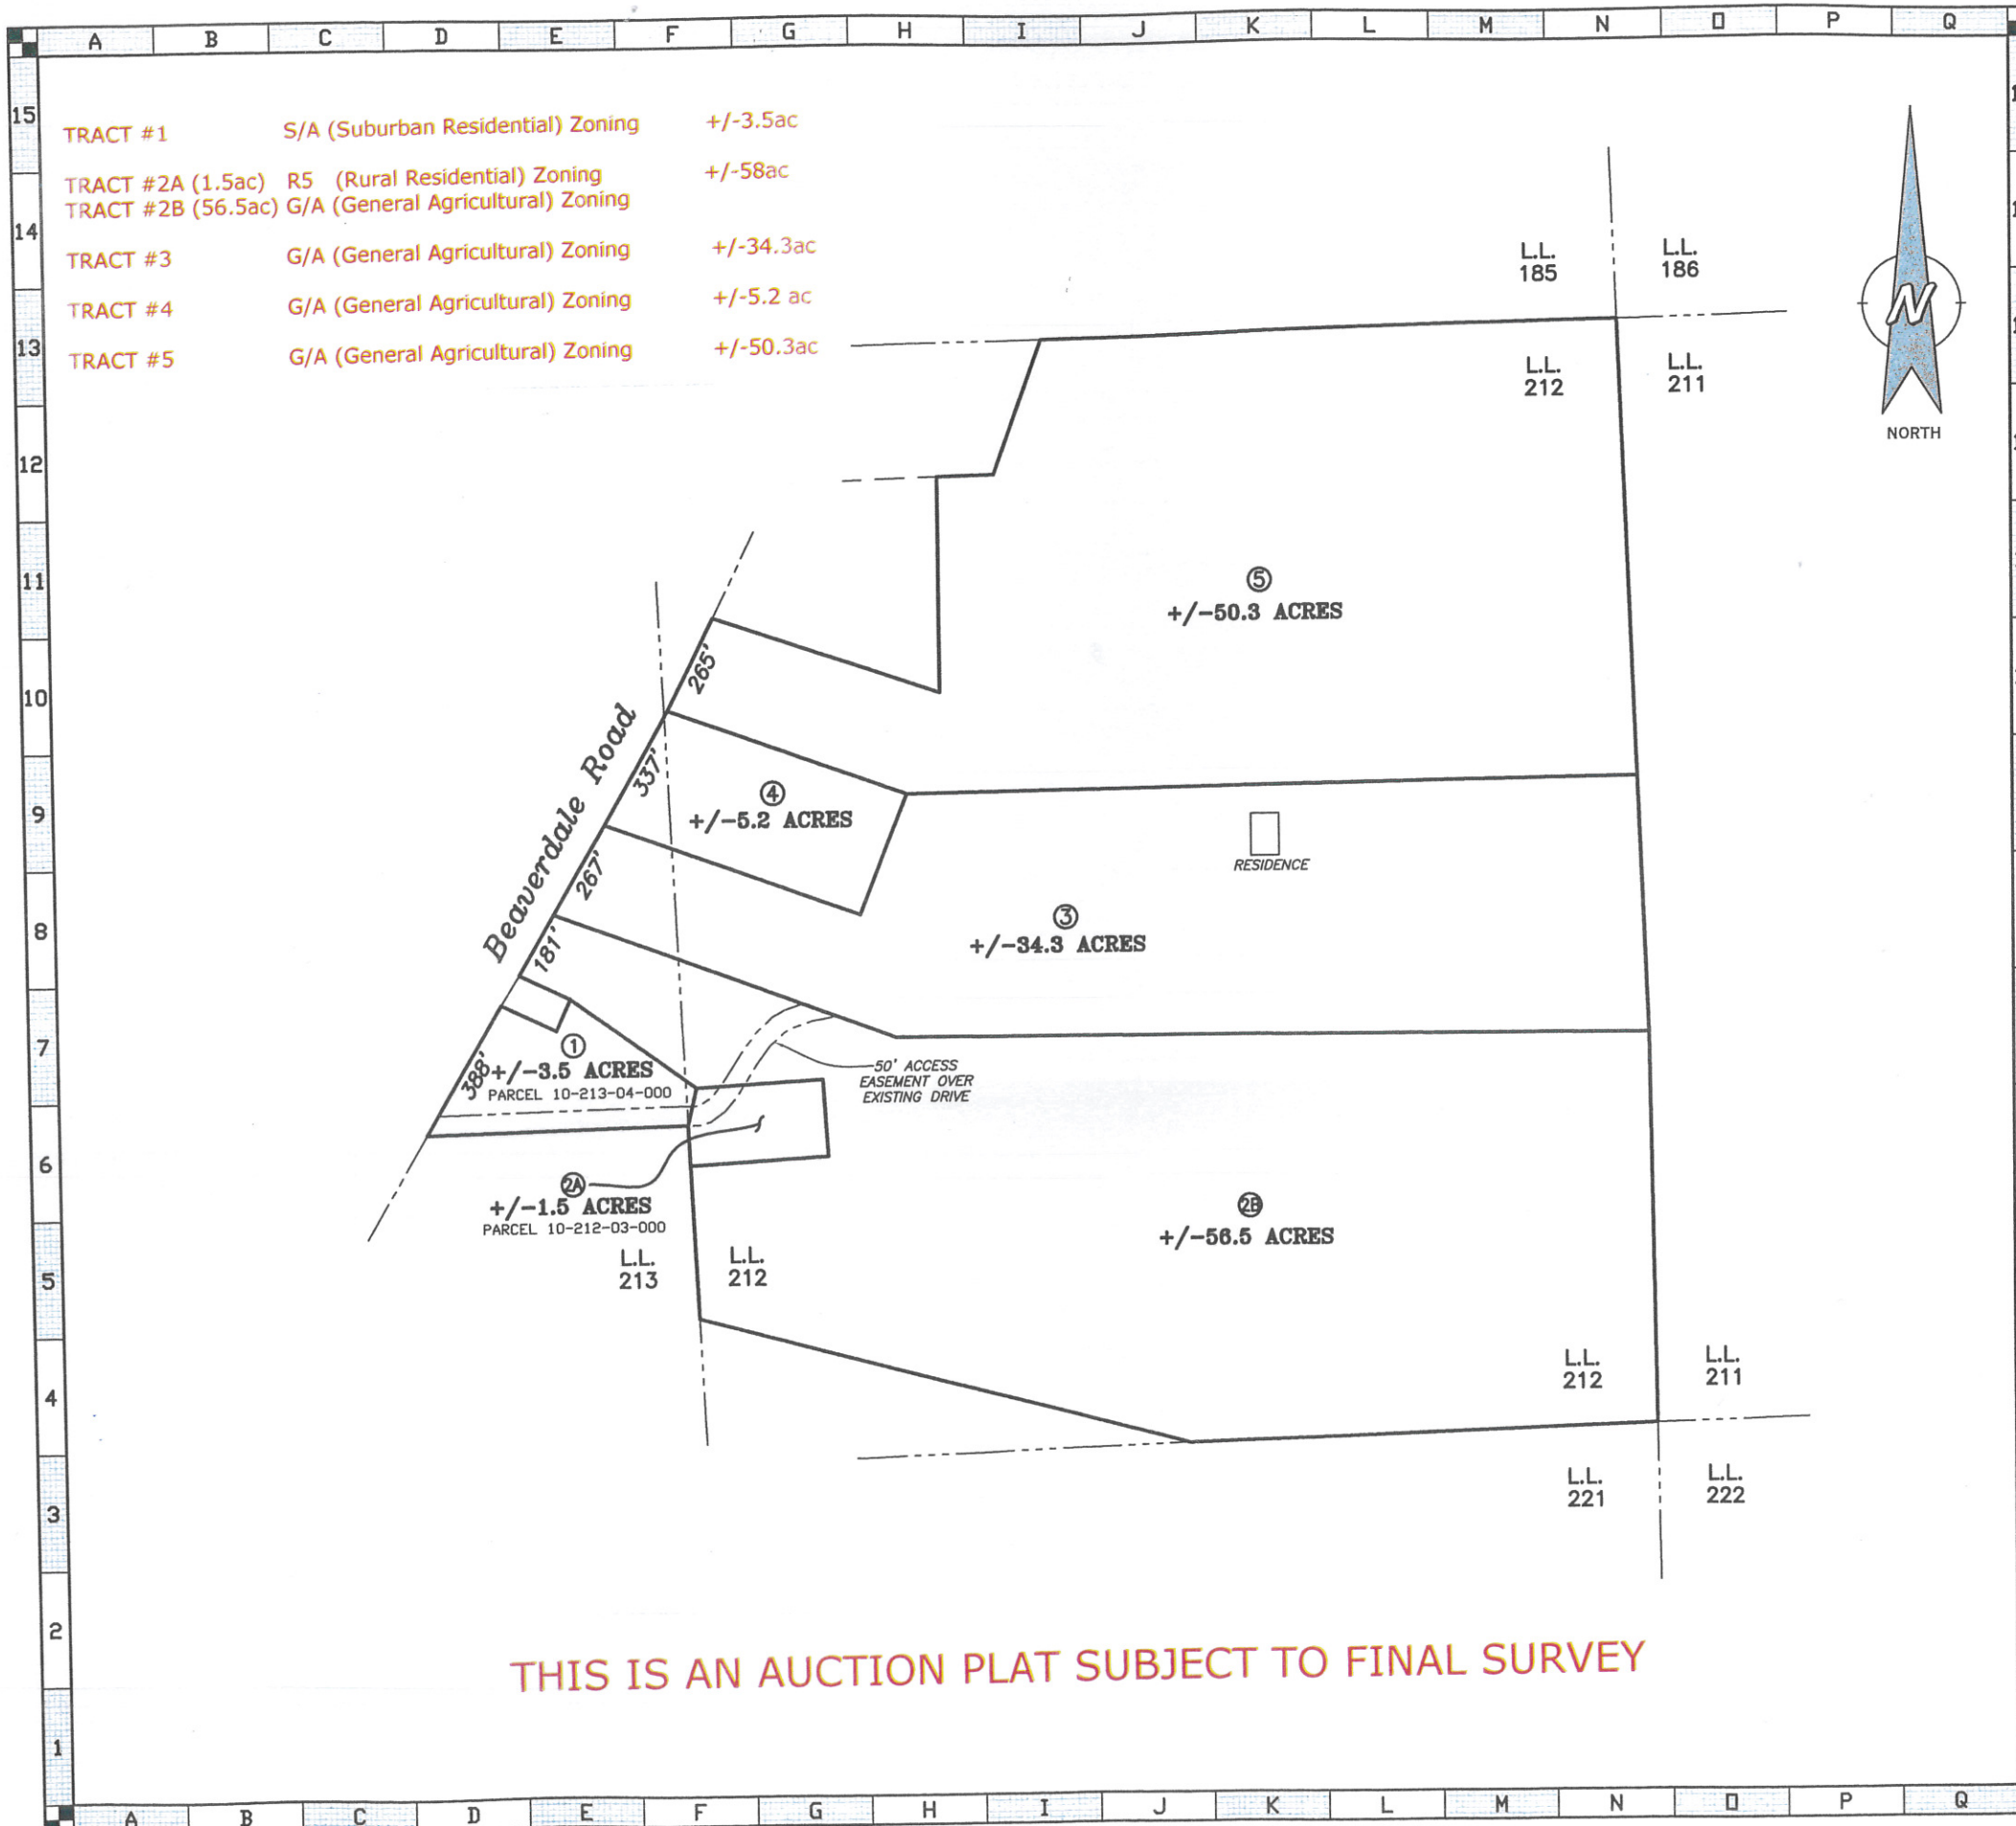 A B C D E F G H I J K L M N O P Q
15
14
13
12
11
10
9
8
7
6
5
4
3
2
1
TRACT #1 S/A (Suburban Residential) Zoning +/-3.5ac
TRACT #2A (1.5ac) R5 (Rural Residential) Zoning +/-58ac
TRACT #2B (56.5ac) G/A (General Agricultural) Zoning
TRACT #3 G/A (General Agricultural) Zoning +/-34.3ac
TRACT #4 G/A (General Agricultural) Zoning +/-5.2 ac
TRACT #5 G/A (General Agricultural) Zoning +/-50.3ac
N
NORTH
L.L.
185
L.L.
186
L.L.
212
L.L.
211
5
+/-50.3 ACRES
265'
Beaverdale Road
337'
4
+/-5.2 ACRES
RESIDENCE
267'
3
+/-34.3 ACRES
181'
1
+/-3.5 ACRES
PARCEL 10-213-04-000
388'
50' ACCESS
EASEMENT OVER
EXISTING DRIVE
2A
+/-1.5 ACRES
PARCEL 10-212-03-000
2B
+/-56.5 ACRES
L.L.
213
L.L.
212
L.L.
212
L.L.
211
L.L.
221
L.L.
222
THIS IS AN AUCTION PLAT SUBJECT TO FINAL SURVEY
A B C D E F G H I J K L M N O P Q